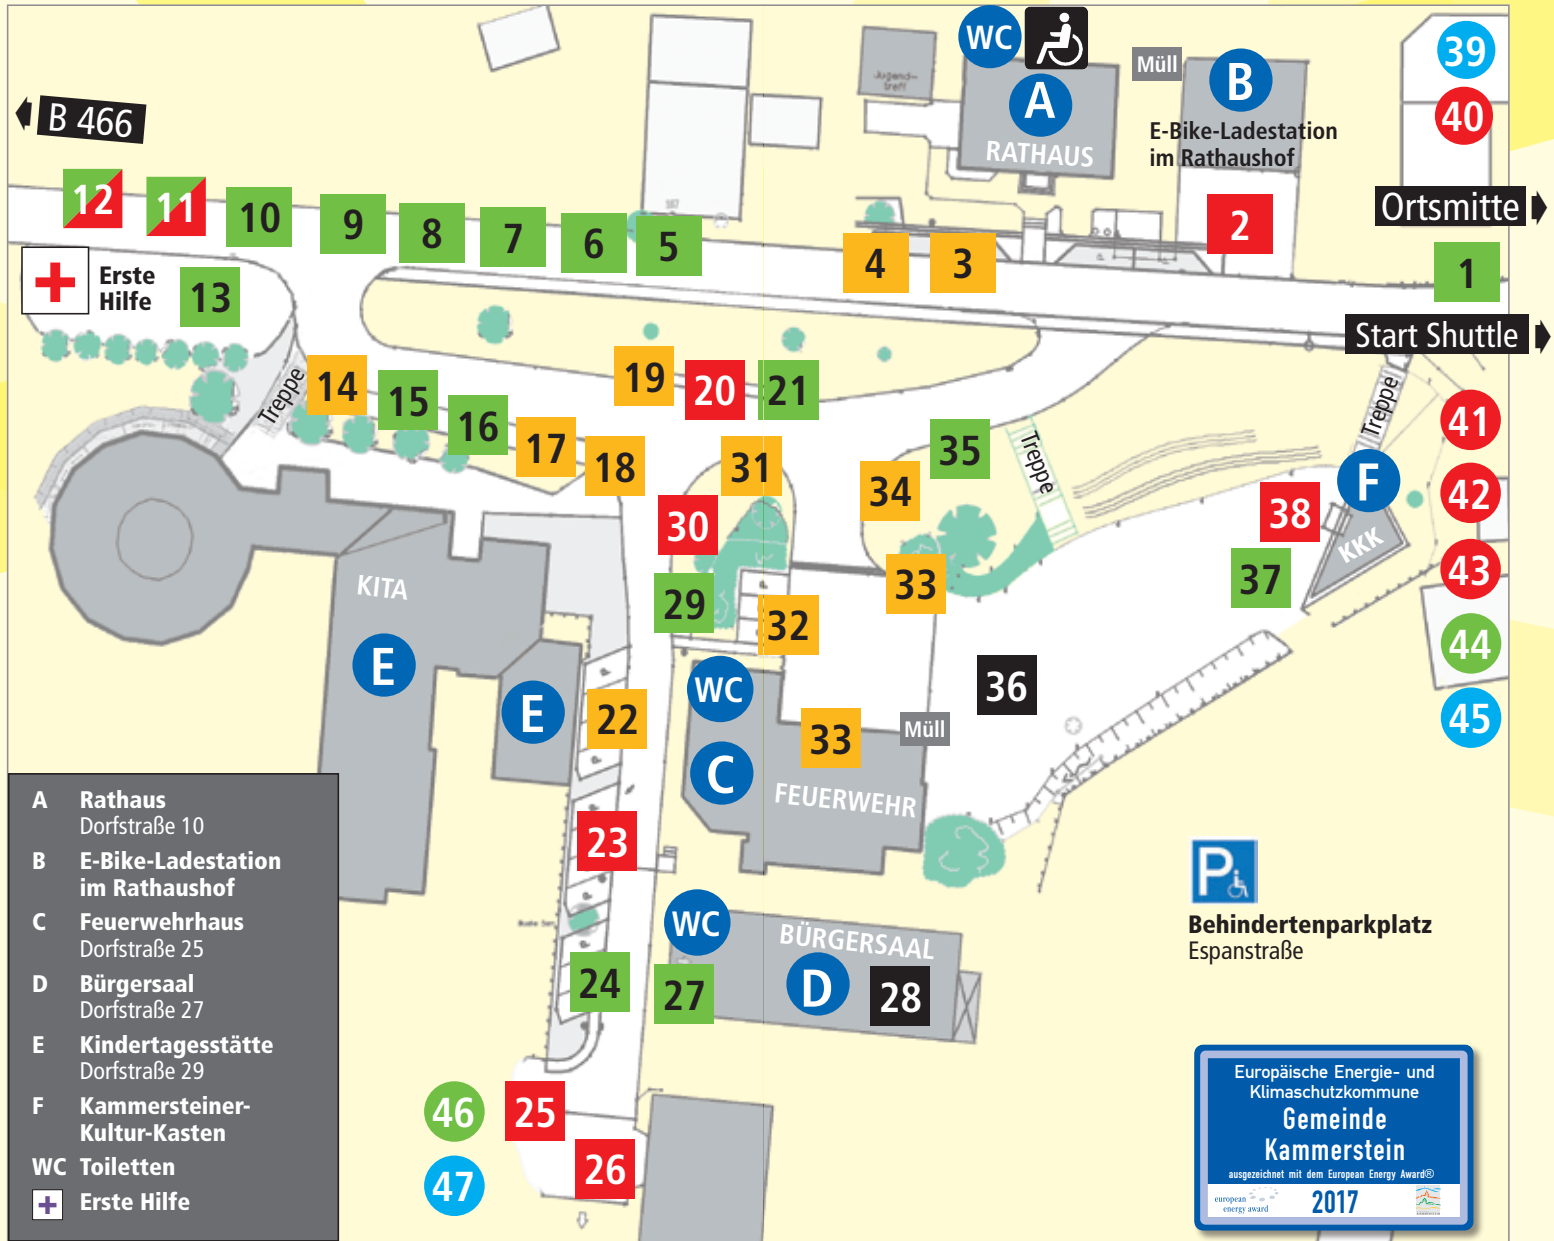 WC
39
Jugend-
treff
Müll
B
A
B 466
40
E-Bike-Ladestation
im Rathaushof
RATHAUS
12
11
10
9
8
7
6
5
2
Ortsmitte
4
3
1
Erste
Hilfe
13
Start Shuttle
Treppe
14
15
16
17
18
19
20
21
Treppe
41
35
Treppe
31
34
F
42
30
38
KKK
43
KITA
29
33
37
32
44
E
WC
36
E
22
33
Müll
45
C
FEUERWEHR
23
A Rathaus
Dorfstraße 10
B E-Bike-Ladestation
im Rathaushof
C Feuerwehrhaus
Dorfstraße 25
D Bürgersaal
Dorfstraße 27
E Kindertagesstätte
Dorfstraße 29
F Kammersteiner-
Kultur-Kasten
WC Toiletten
Erste Hilfe
WC
BÜRGERSAAL
24
27
D
28
46
25
47
26
P
Behindertenparkplatz
Espanstraße
Europäische Energie- und
Klimaschutzkommune
Gemeinde
Kammerstein
ausgezeichnet mit dem European Energy Award®
european
energy award
2017